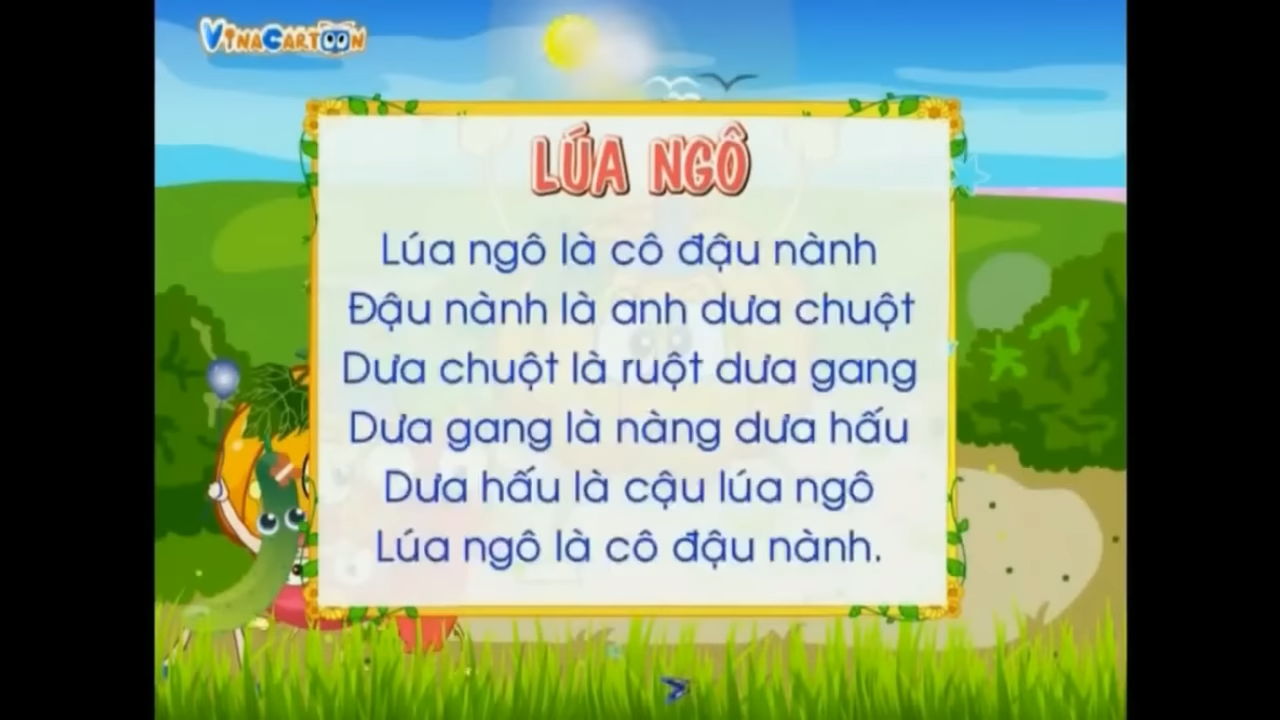 VINACARTOON
LÚA NGÔ
Lúa ngô là cô đậu nành
Đậu nành là anh dưa chuột
Dưa chuột là ruột dưa gang
Dưa gang là nàng dưa hấu
Dưa hấu là cậu lúa ngô
Lúa ngô là cô đậu nành.